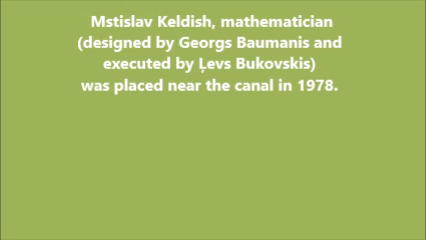 Mstislav Keldish, mathematician
(designed by Georgs Baumanis and
executed by Ļevs Bukovskis)
was placed near the canal in 1978.